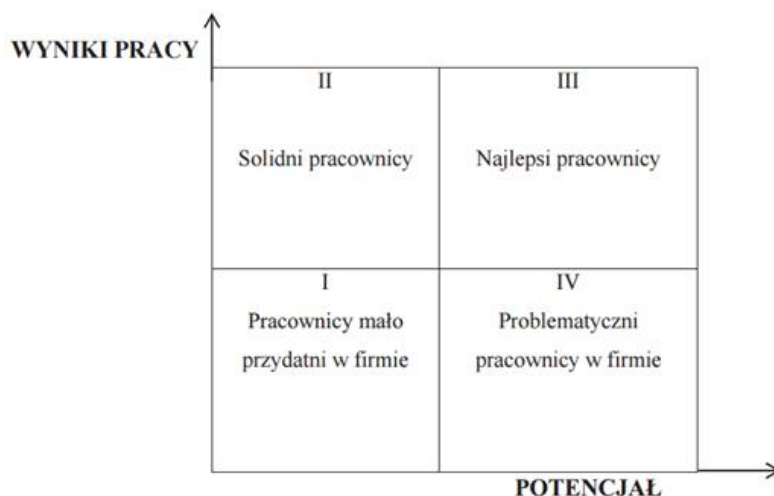 WYNIKI PRACY
II
Solidni pracownicy
III
Najlepsi pracownicy
I
Pracownicy mało
przydatni w firmie
IV
Problematyczni
pracownicy w firmie
POTENCJAŁ